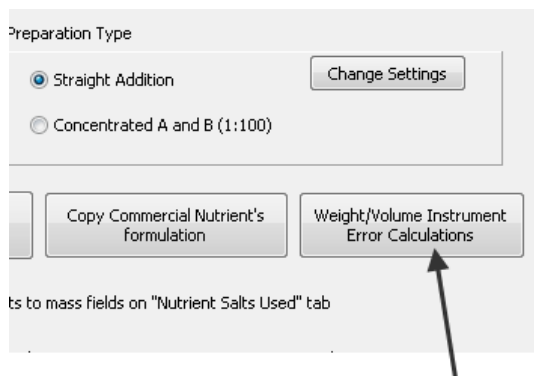 Preparation Type
Straight Addition
Change Settings
Concentrated A and B (1:100)
Copy Commercial Nutrient's
formulation
Weight/Volume Instrument
Error Calculations
ts to mass fields on "Nutrient Salts Used" tab